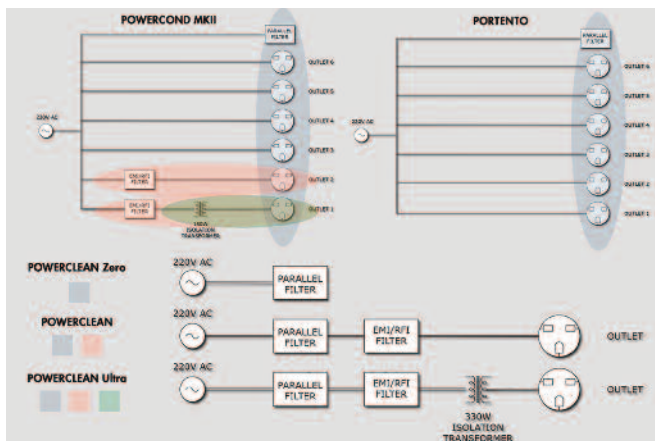 POWERCOND MKII
PARALLEL
FILTER
OUTLET 6
OUTLET 5
OUTLET 4
220V AC
OUTLET 3
EMI/RFI
FILTER
OUTLET 2
EMI/RFI
FILTER
OUTLET 1
ISOLATION
TRANSFORMER
PORTENTO
PARALLEL
FILTER
OUTLET 6
OUTLET 5
OUTLET 4
220V AC
OUTLET 3
OUTLET 2
OUTLET 1
POWERCLEAN Zero
220V AC
PARALLEL
FILTER
POWERCLEAN
220V AC
PARALLEL
FILTER
EMI/RFI
FILTER
OUTLET
POWERCLEAN Ultra
220V AC
PARALLEL
FILTER
EMI/RFI
FILTER
330W
ISOLATION
TRANSFORMER
OUTLET